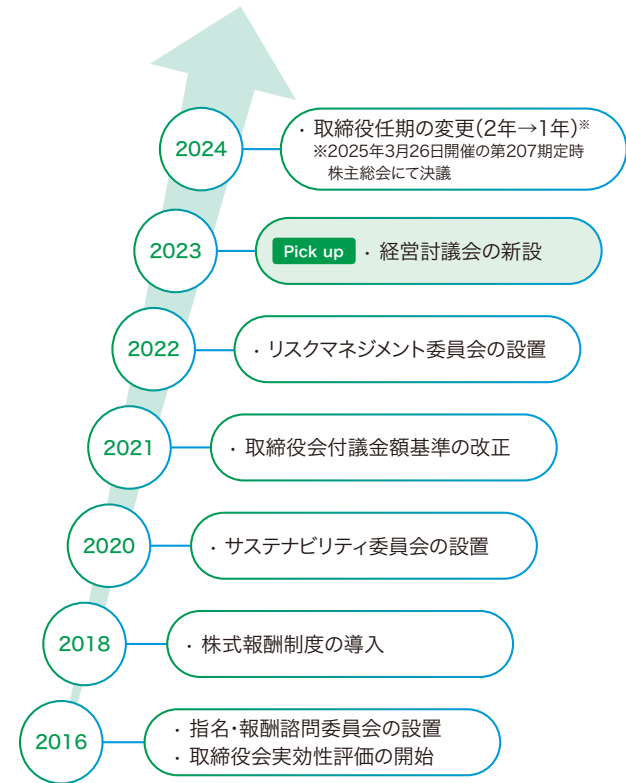 2024
・取締役任期の変更(2年→1年)※
※2025年3月26日開催の第207期定時
株主総会にて決議
2023
Pick up ・経営討議会の新設
2022
・リスクマネジメント委員会の設置
2021
・取締役会付議金額基準の改正
2020
・サステナビリティ委員会の設置
2018
・株式報酬制度の導入
2016
・指名・報酬諮問委員会の設置
・取締役会実効性評価の開始